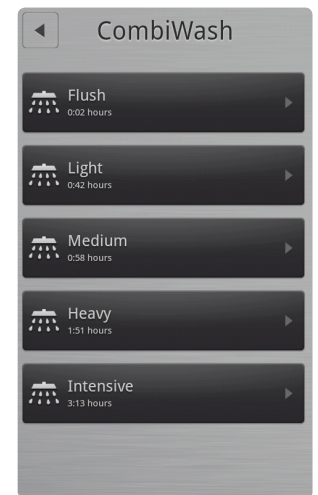 CombiWash
Flush
0:02 hours
Light
0:42 hours
Medium
0:58 hours
Heavy
1:51 hours
Intensive
3:13 hours